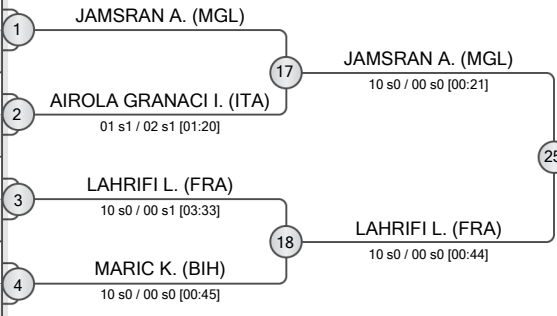 1
JAMSRAN A. (MGL)
17
JAMSRAN A. (MGL)
10 s0 / 00 s0 [00:21]
2
AIROLA GRANACI I. (ITA)
01 s1 / 02 s1 [01:20]
25
3
LAHRIFI L. (FRA)
10 s0 / 00 s1 [03:33]
18
LAHRIFI L. (FRA)
10 s0 / 00 s0 [00:44]
4
MARIC K. (BIH)
10 s0 / 00 s0 [00:45]